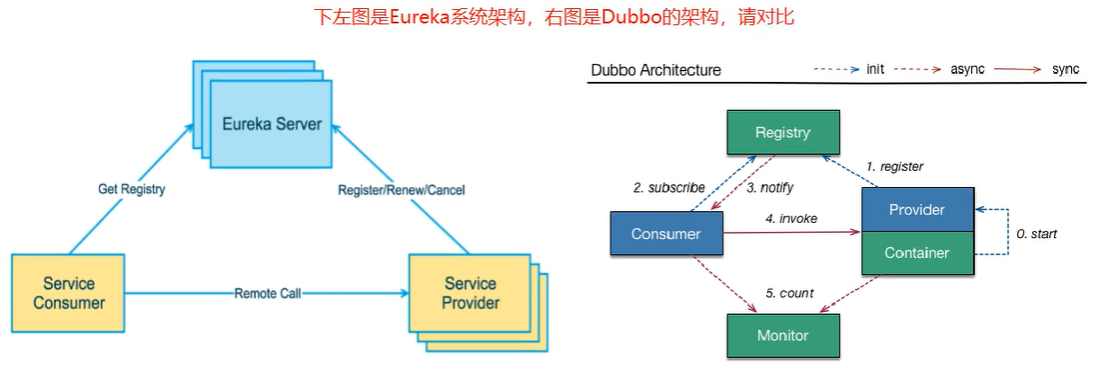 下左图是Eureka系统架构，右图是Dubbo的架构，请对比
Eureka Server
Get Registry
Register/Renew/Cancel
Service
Consumer
Remote Call
Service
Provider
Dubbo Architecture
init
async
sync
Registry
1. register
2. subscribe
3. notify
Provider
4. invoke
Consumer
0. start
Container
5. count
Monitor